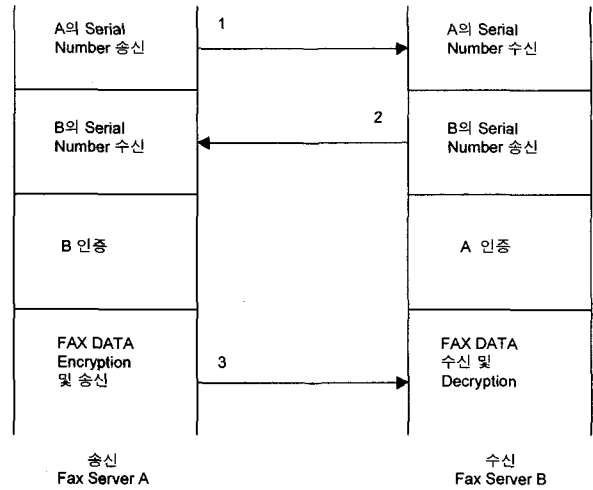 A의 Serial
Number 송신
1
A의 Serial
Number 수신
B의 Serial
Number 수신
2
B의 Serial
Number 송신
B 인증
A 인증
FAX DATA
Encryption
및 송신
3
FAX DATA
수신 및
Decryption
송신
Fax Server A
수신
Fax Server B